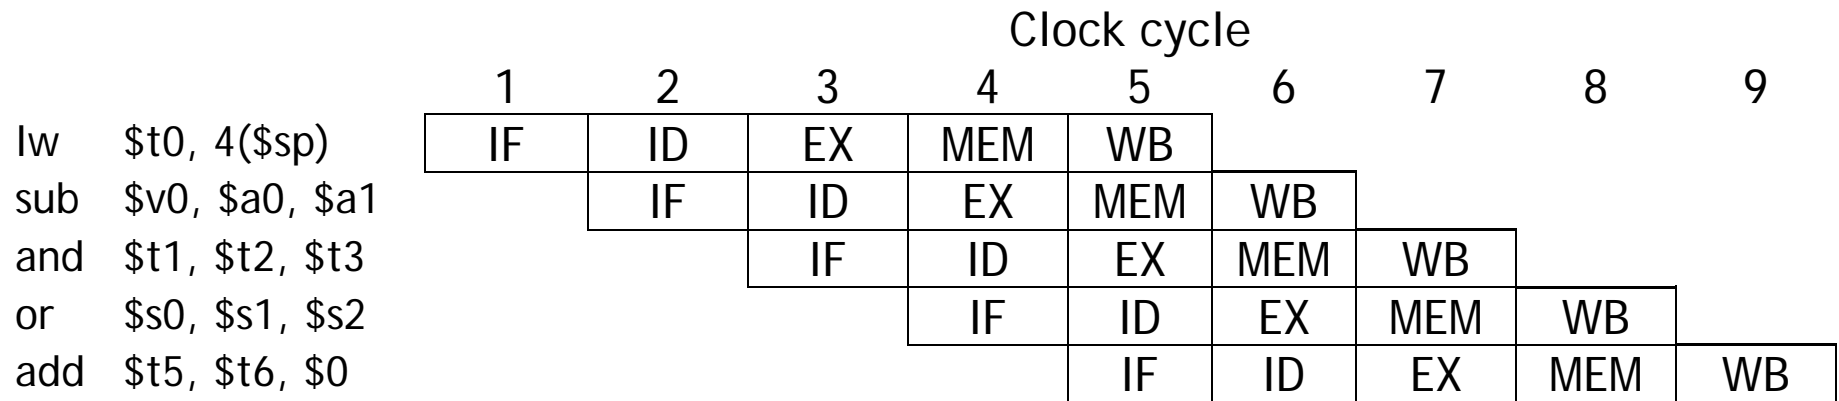 Clock cycle
1 2 3 4 5 6 7 8 9
lw $t0, 4($sp) IF ID EX MEM WB
sub $v0, $a0, $a1 IF ID EX MEM WB
and $t1, $t2, $t3 IF ID EX MEM WB
or $s0, $s1, $s2 IF ID EX MEM WB
add $t5, $t6, $0 IF ID EX MEM WB